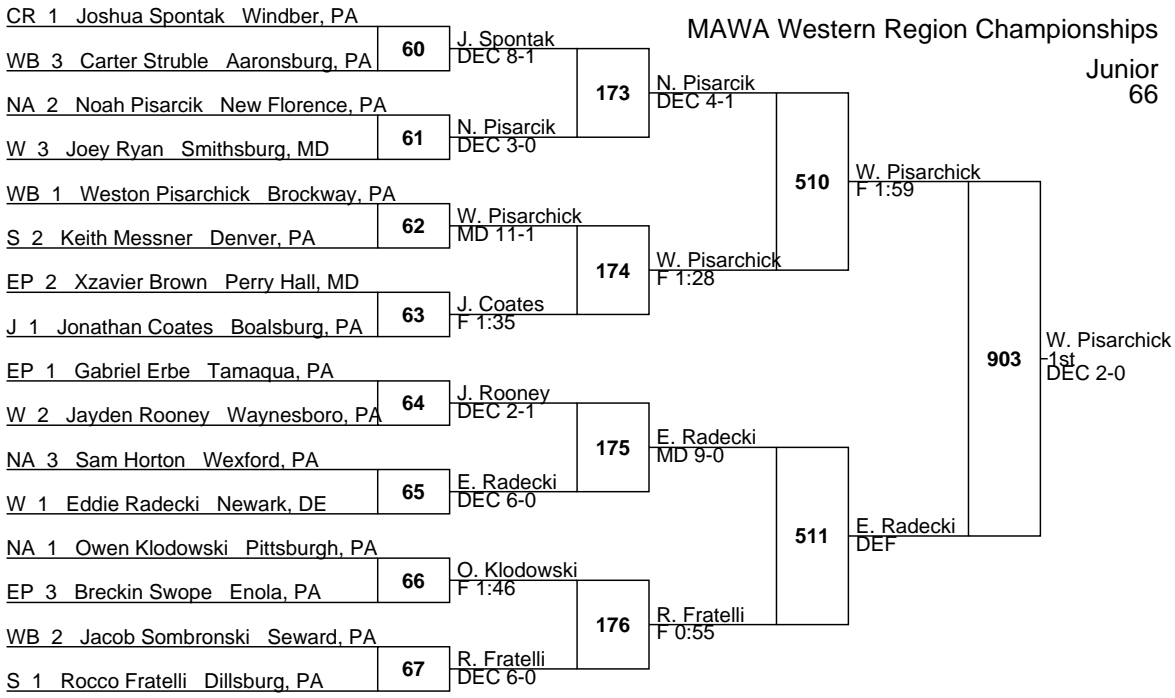 MAWA Western Region Championships
Junior
66
CR 1 Joshua Spontak Windber, PA
60
WB 3 Carter Struble Aaronsburg, PA
NA 2 Noah Pisarcik New Florence, PA
61
W 3 Joey Ryan Smithsburg, MD
WB 1 Weston Pisarchick Brockway, PA
62
S 2 Keith Messner Denver, PA
EP 2 Xzavier Brown Perry Hall, MD
63
J 1 Jonathan Coates Boalsburg, PA
EP 1 Gabriel Erbe Tamaqua, PA
64
W 2 Jayden Rooney Waynesboro, PA
NA 3 Sam Horton Wexford, PA
65
W 1 Eddie Radecki Newark, DE
NA 1 Owen Klodowski Pittsburgh, PA
66
EP 3 Breckin Swope Enola, PA
WB 2 Jacob Sombronski Seward, PA
67
S 1 Rocco Fratelli Dillsburg, PA
J. Spontak
DEC 8-1
173
N. Pisarcik
DEC 3-0
W. Pisarchick
MD 11-1
174
J. Coates
F 1:35
J. Rooney
DEC 2-1
175
E. Radecki
DEC 6-0
O. Klodowski
F 1:46
176
R. Fratelli
DEC 6-0
N. Pisarcik
DEC 4-1
510
W. Pisarchick
F 1:28
E. Radecki
MD 9-0
511
R. Fratelli
F 0:55
W. Pisarchick
F 1:59
903
E. Radecki
DEF
W. Pisarchick
1st
DEC 2-0